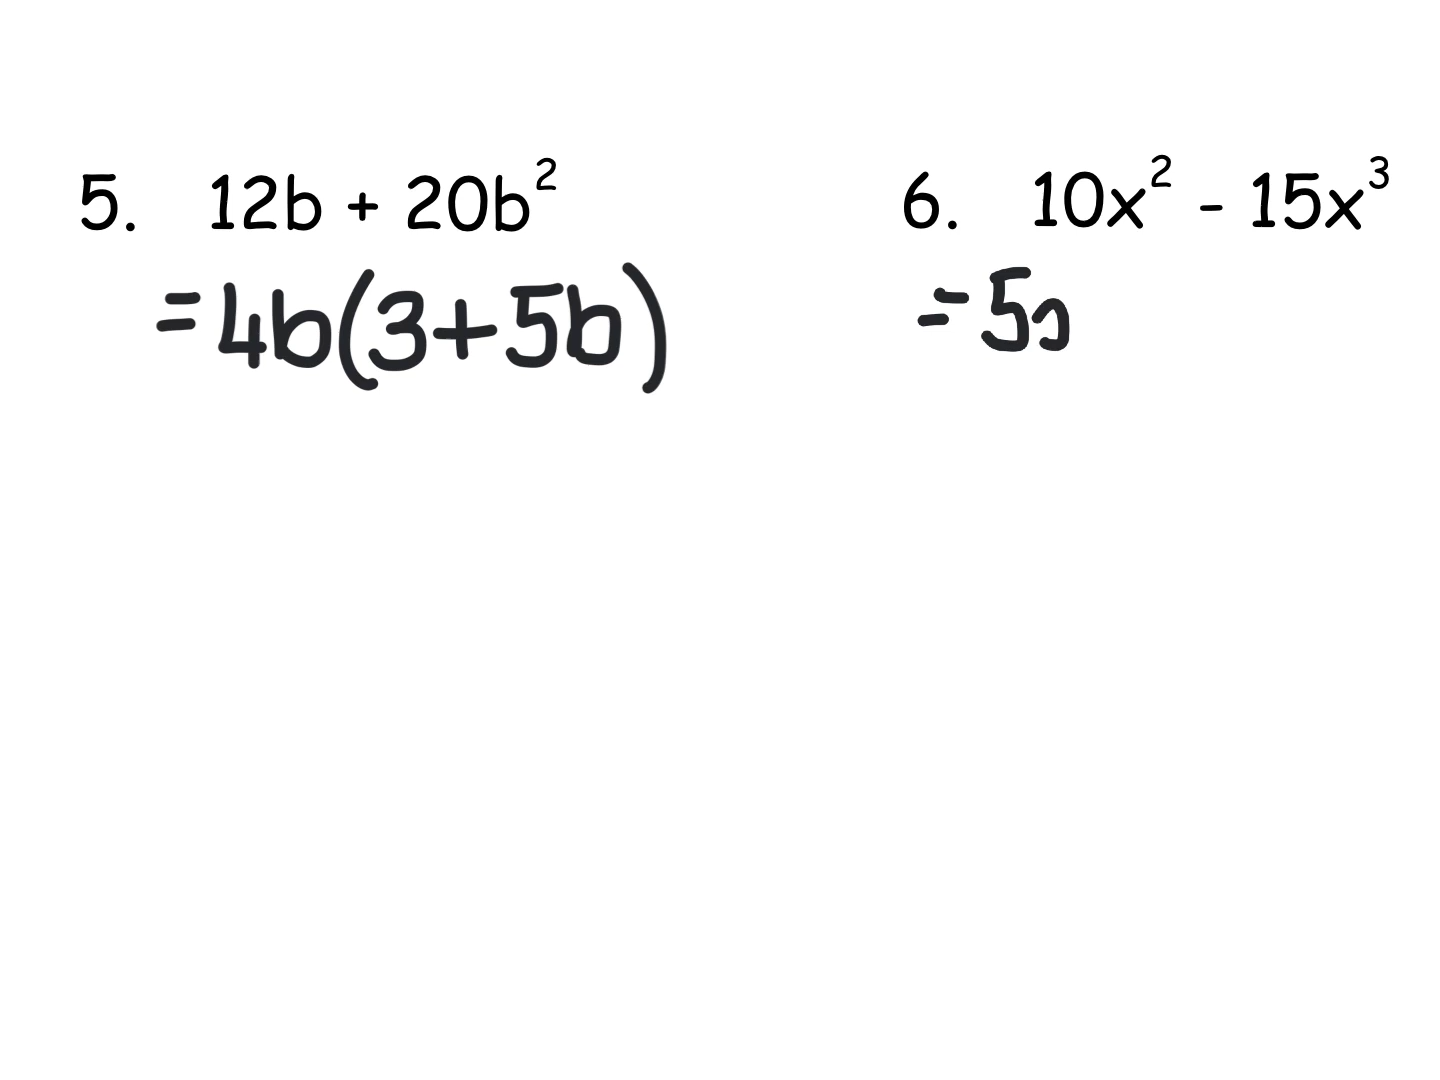 5. 12b + 20b²
= 4b(3+5b)
6. 10x² - 15x³
= 5